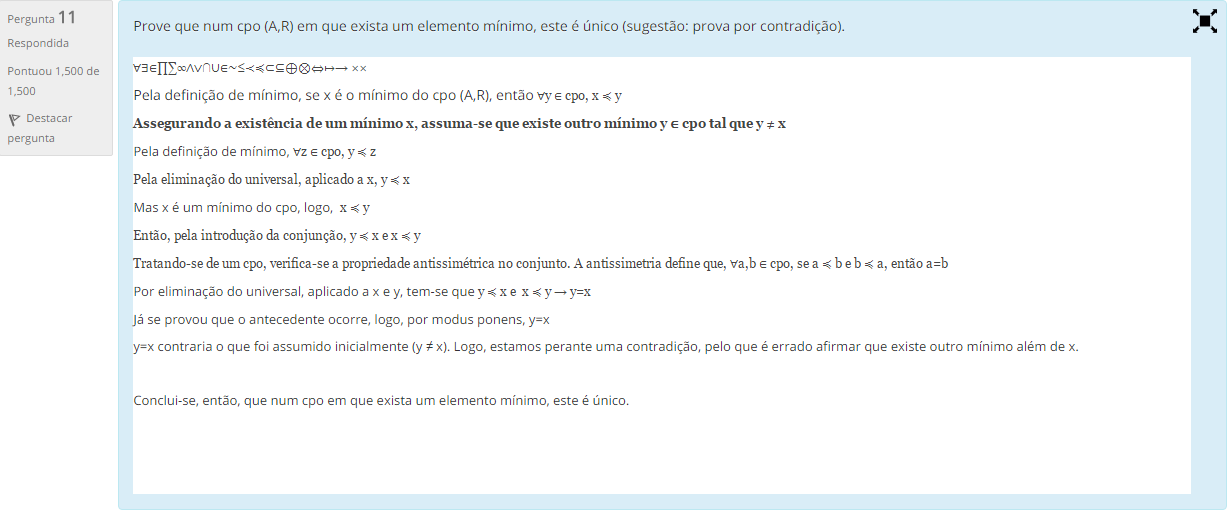 Pergunta 11
Respondida
Pontuou 1,500 de
1,500
Destacar
pergunta
Prove que num cpo (A,R) em que exista um elemento mínimo, este é único (sugestão: prova por contradição).
∀∃∈∏∑∞∧∨∩∪∈~≤≺≼⊂⊆⊕⊗⇔↦→ ××
Pela definição de mínimo, se x é o mínimo do cpo (A,R), então ∀y ∈ cpo, x ≼ y
Assegurando a existência de um mínimo x, assuma-se que existe outro mínimo y ∈ cpo tal que y ≠ x
Pela definição de mínimo, ∀z ∈ cpo, y ≼ z
Pela eliminação do universal, aplicado a x, y ≼ x
Mas x é um mínimo do cpo, logo, x ≼ y
Então, pela introdução da conjunção, y ≼ x e x ≼ y
Tratando-se de um cpo, verifica-se a propriedade antissimétrica no conjunto. A antissimetria define que, ∀a,b ∈ cpo, se a ≼ b e b ≼ a, então a=b
Por eliminação do universal, aplicado a x e y, tem-se que y ≼ x e x ≼ y → y=x
Já se provou que o antecedente ocorre, logo, por modus ponens, y=x
y=x contraria o que foi assumido inicialmente (y ≠ x). Logo, estamos perante uma contradição, pelo que é errado afirmar que existe outro mínimo além de x.
Conclui-se, então, que num cpo em que exista um elemento mínimo, este é único.